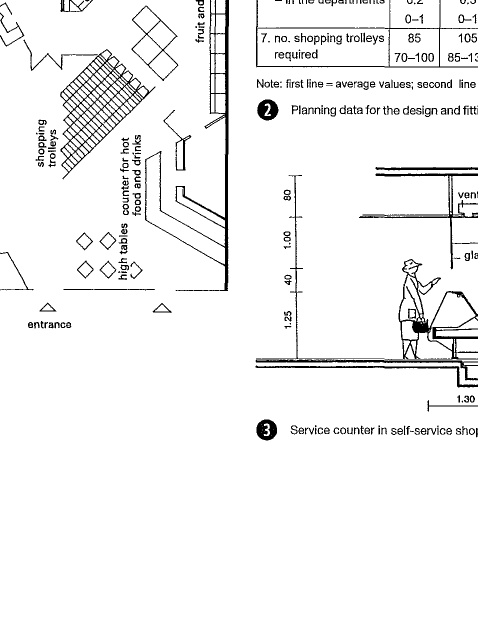 fruit and
shopping
trolleys
counter for hot
food and drinks
high tables
entrance
– in the departments 0.2 0.3
0–1 0–1
7. no. shopping trolleys 85 105
required 70–100 85–13
Note: first line = average values; second line
2 Planning data for the design and fitti
80
1.00
40
1.25
vent
gla
1.30
3 Service counter in self-service shop